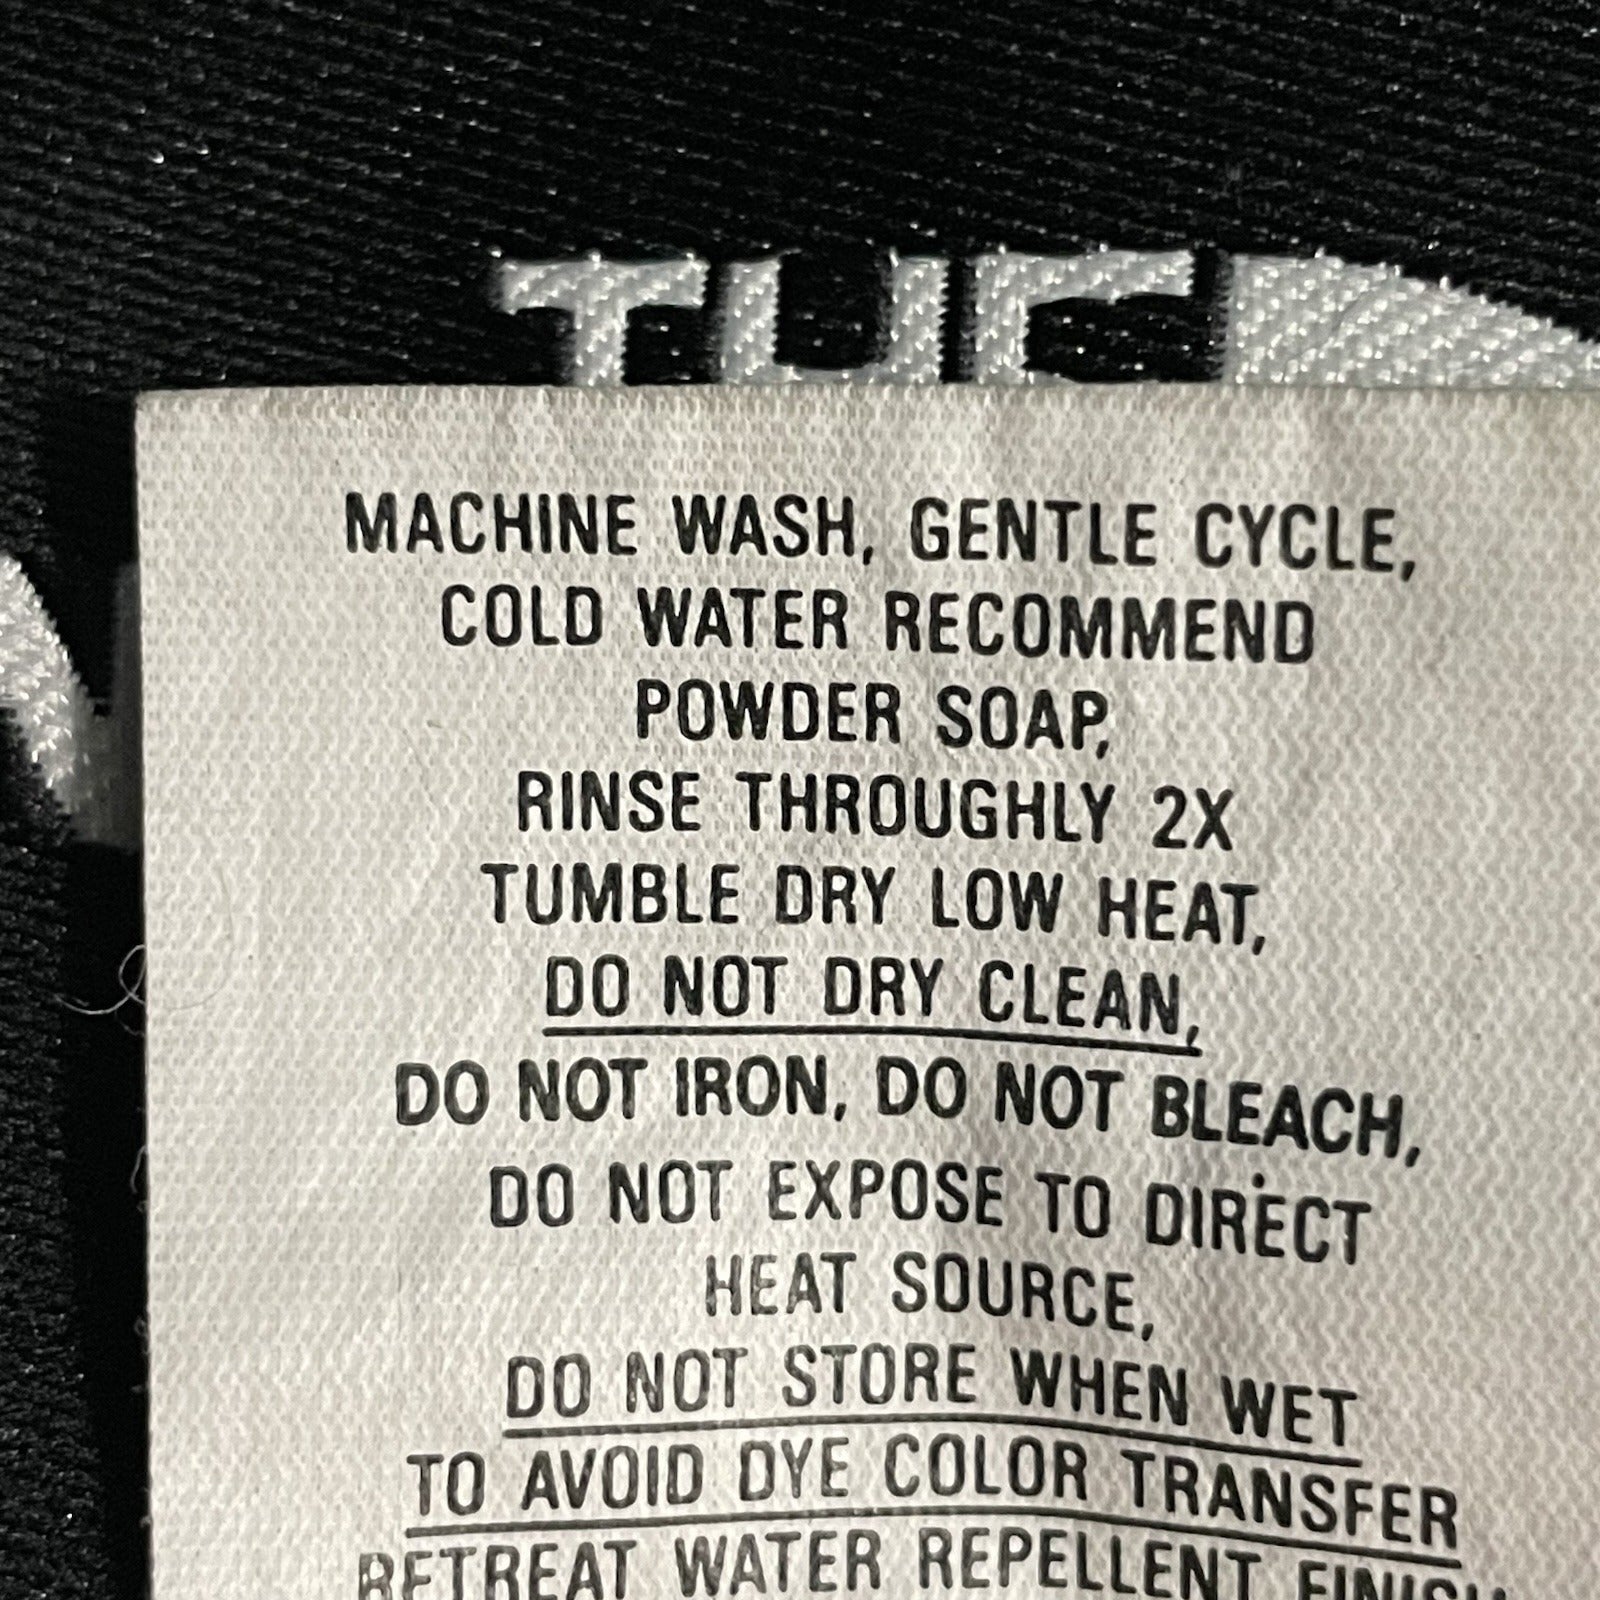 MACHINE WASH, GENTLE CYCLE,
COLD WATER RECOMMEND
POWDER SOAP,
RINSE THROUGHLY 2X
TUMBLE DRY LOW HEAT,
DO NOT DRY CLEAN,
DO NOT IRON, DO NOT BLEACH,
DO NOT EXPOSE TO DIRECT
HEAT SOURCE,
DO NOT STORE WHEN WET
TO AVOID DYE COLOR TRANSFER
RETREAT WATER REPELLENT FINISH